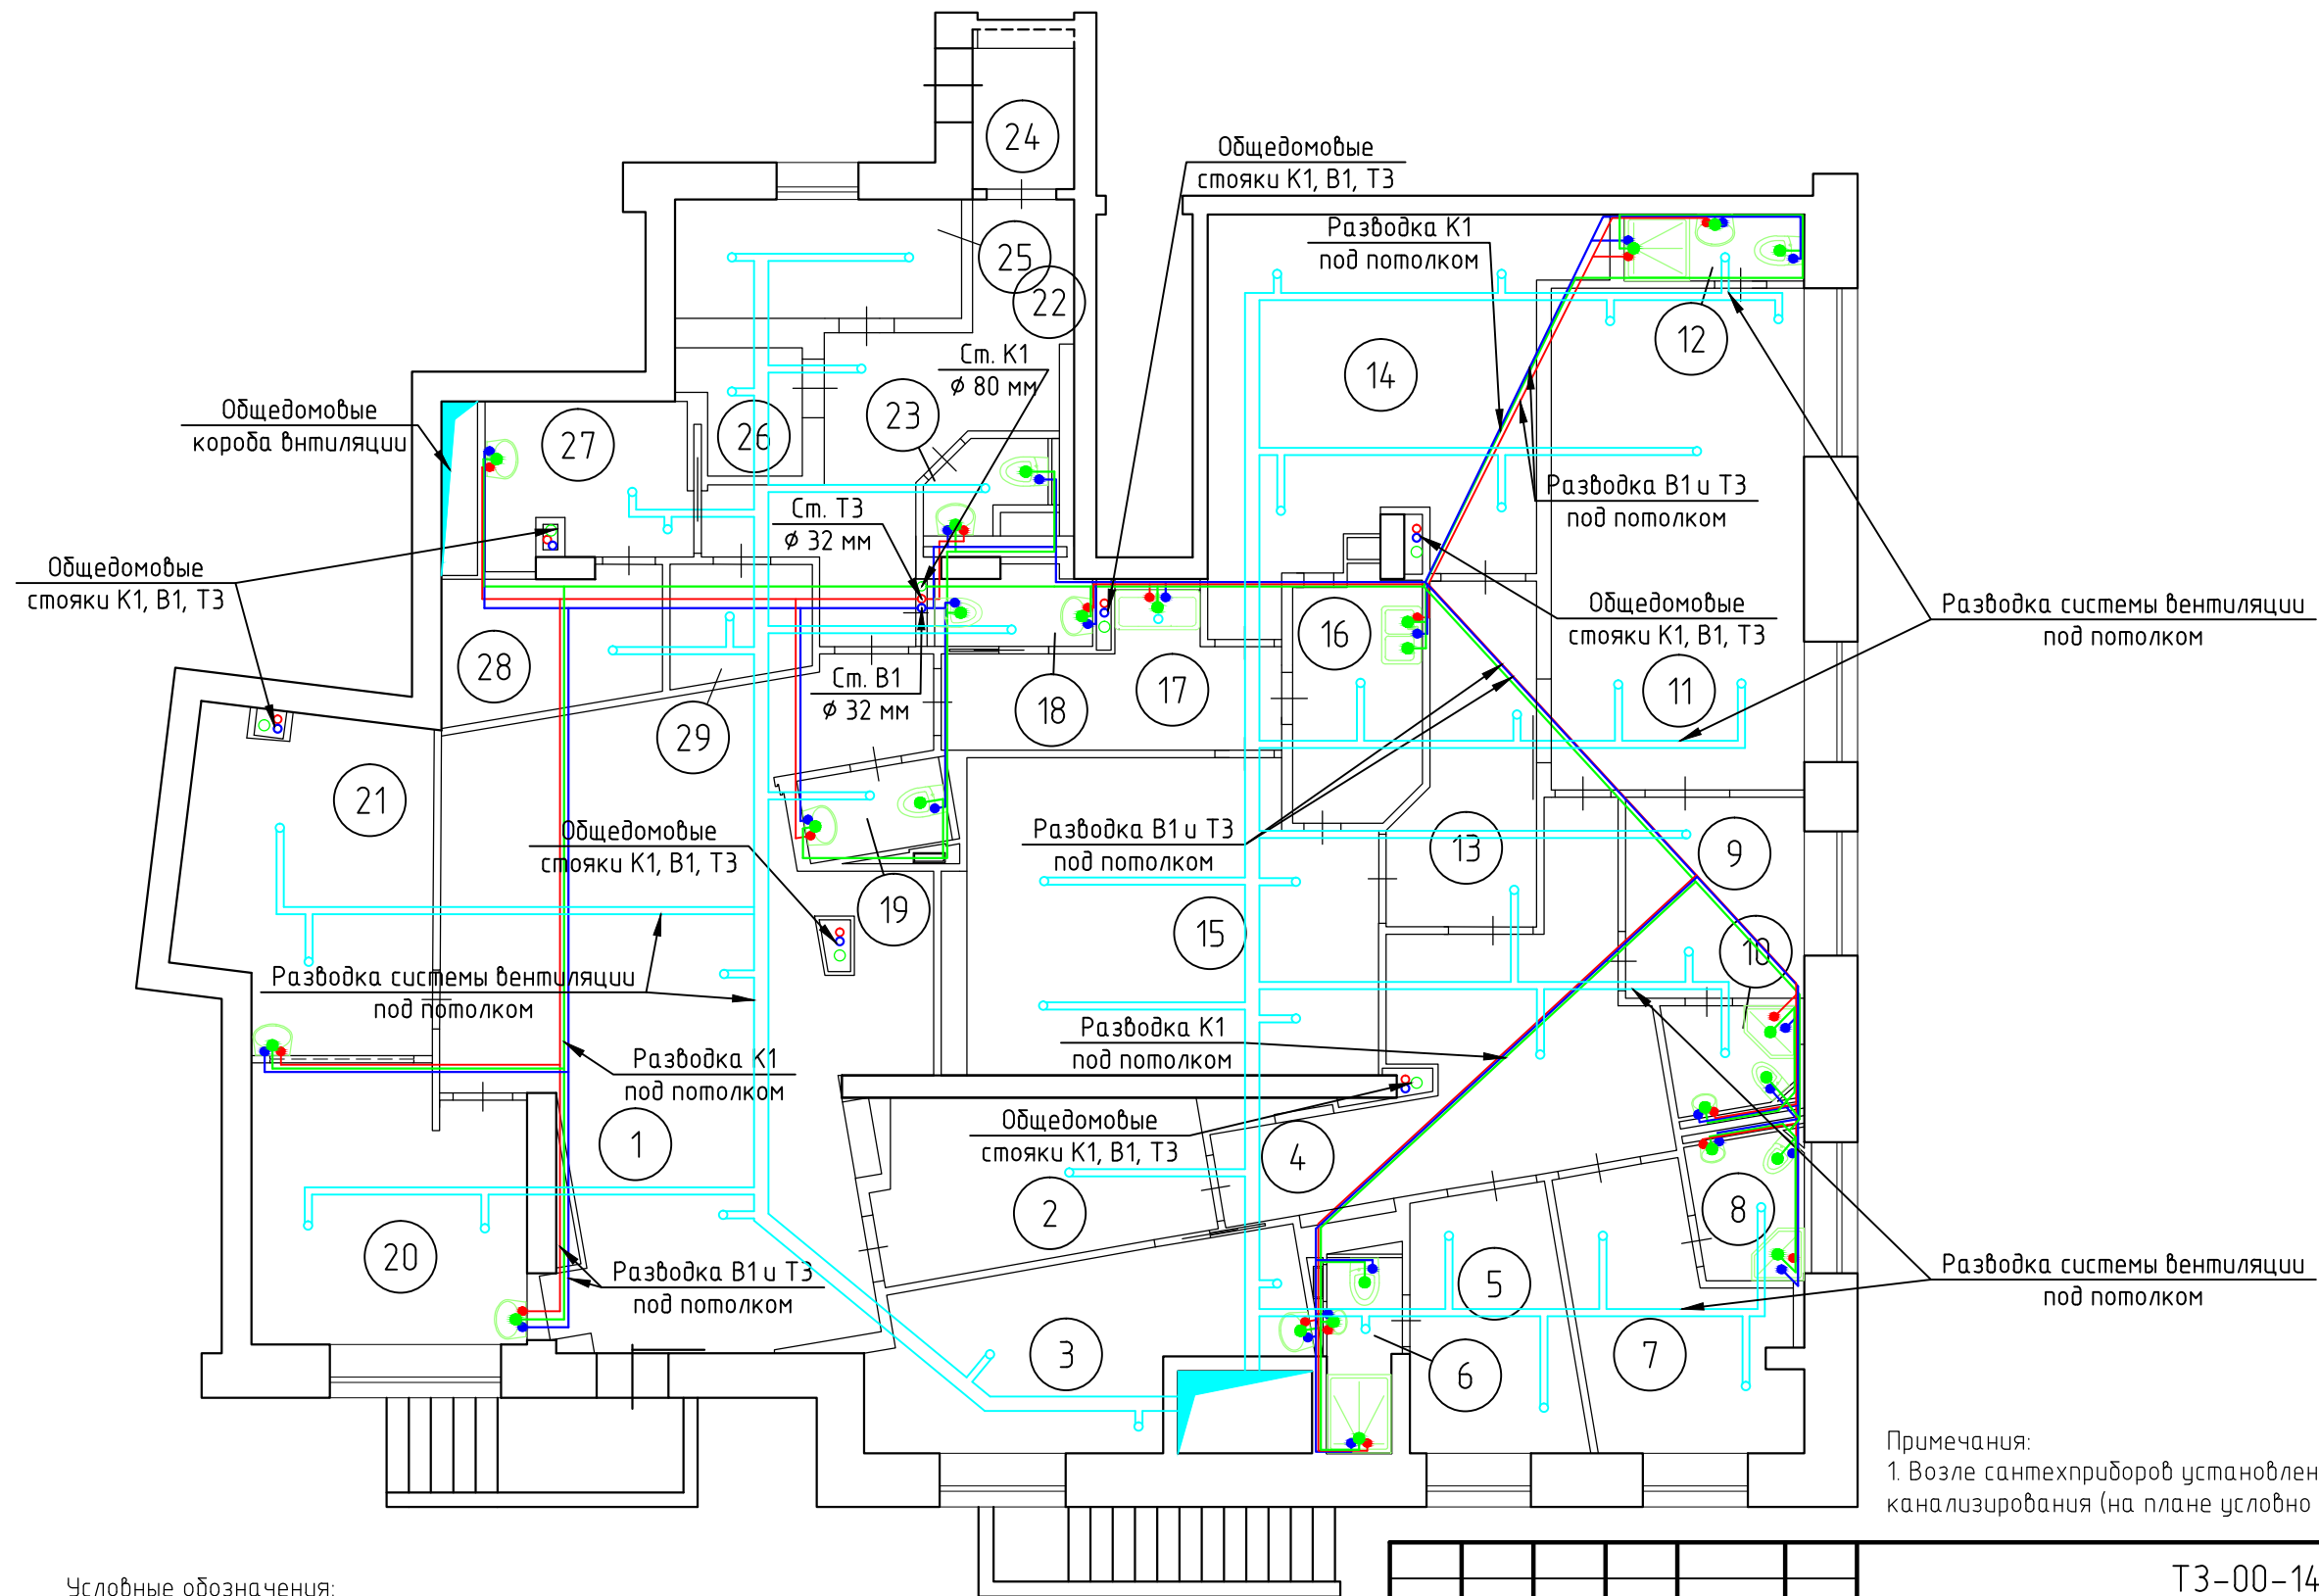 24
Общедомовые
стояки К1, В1, Т3
Разводка К1
под потолком
25
22
12
14
Ст. К1
ϕ 80 мм
Общедомовые
короба внтиляции
23
27
26
Разводка В1 и Т3
под потолком
Ст. Т3
ϕ 32 мм
Общедомовые
стояки К1, В1, Т3
Общедомовые
стояки К1, В1, Т3
Разводка системы вентиляции
под потолком
16
28
Ст. В1
ϕ 32 мм
18
17
11
29
21
Общедомовые
стояки К1, В1, Т3
Разводка В1 и Т3
под потолком
13
9
19
15
10
Разводка системы вентиляции
под потолком
Разводка К1
под потолком
Разводка К1
под потолком
1
Общедомовые
стояки К1, В1, Т3
4
2
8
20
Разводка В1 и Т3
под потолком
5
Разводка системы вентиляции
под потолком
3
7
6
Примечания:
1. Возле сантехприборов установлен
канализирования (на плане условно
Условные обозначения:
ТЗ-00-14